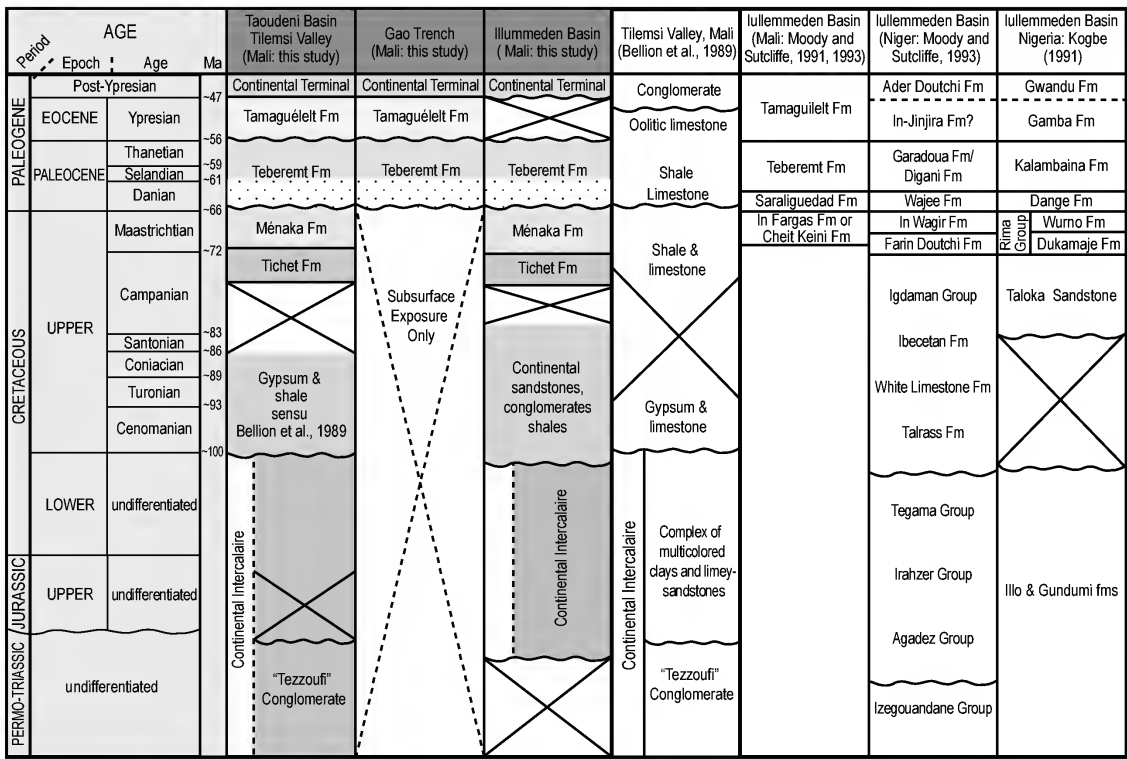 AGE
Period
Epoch
Age
Ma
Taoudeni Basin
Tilemsi Valley
(Mali: this study)
Gao Trench
(Mali: this study)
Illummeden Basin
( Mali: this study)
Tilemsi Valley, Mali
(Bellion et al., 1989)
Iullemmeden Basin
(Mali: Moody and
Sutcliffe, 1991, 1993)
Iullemmeden Basin
(Niger: Moody and
Sutcliffe, 1993)
Iullemmeden Basin
Nigeria: Kogbe
(1991)
PALEOGENE
Post-Ypresian
~47
EOCENE
Ypresian
~56
PALEOCENE
Thanetian
~59
Selandian
~61
Danian
~66
CRETACEOUS
UPPER
Maastrichtian
~72
Campanian
~83
Santonian
~86
Coniacian
~89
Turonian
~93
Cenomanian
~100
LOWER
undifferentiated
JURASSIC
UPPER
undifferentiated
PERMO-TRIASSIC
undifferentiated
Continental Terminal
Tamaguélelt Fm
Teberemt Fm
Ménaka Fm
Tichet Fm
Gypsum &
shale
sensu
Bellion et al., 1989
Continental Intercalaire
“Tezzoufi”
Conglomerate
Continental Terminal
Tamaguélelt Fm
Teberemt Fm
Subsurface
Exposure
Only
Continental Terminal
Teberemt Fm
Ménaka Fm
Tichet Fm
Continental
sandstones,
conglomerates
shales
Continental Intercalaire
Conglomerate
Oolitic limestone
Shale
Limestone
Shale &
limestone
Gypsum &
limestone
Continental Intercalaire
Complex of
multicolored
clays and limey-
sandstones
“Tezzoufi”
Conglomerate
Tamaguilelt Fm
Teberemt Fm
Saraliguedad Fm
In Fargas Fm or
Cheit Keini Fm
Ader Doutchi Fm
In-Jinjira Fm?
Garadoua Fm/
Digani Fm
Wajee Fm
In Wagir Fm
Farin Doutchi Fm
Igdaman Group
Ibecetan Fm
White Limestone Fm
Talrass Fm
Tegama Group
Irahzer Group
Agadez Group
Izegouandane Group
Gwandu Fm
Gamba Fm
Kalambaina Fm
Dange Fm
Rima
Group
Wurno Fm
Dukamaje Fm
Taloka Sandstone
Illo & Gundumi fms